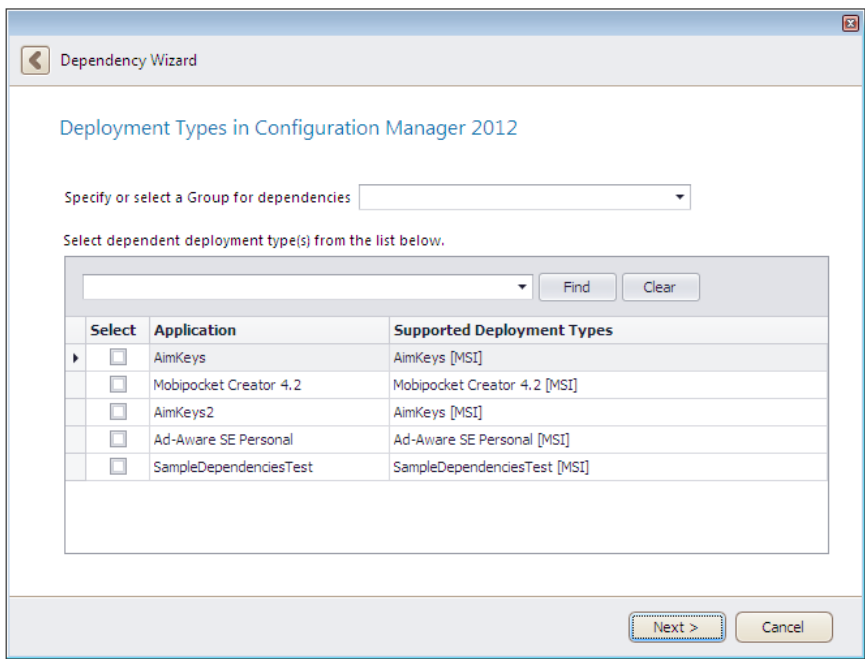 Dependency Wizard
Deployment Types in Configuration Manager 2012
Specify or select a Group for dependencies
Select dependent deployment type(s) from the list below.
Find Clear
Select Application Supported Deployment Types
AimKeys AimKeys [MSI]
Mobipocket Creator 4.2 Mobipocket Creator 4.2 [MSI]
AimKeys2 AimKeys [MSI]
Ad-Aware SE Personal Ad-Aware SE Personal [MSI]
SampleDependenciesTest SampleDependenciesTest [MSI]
Next > Cancel